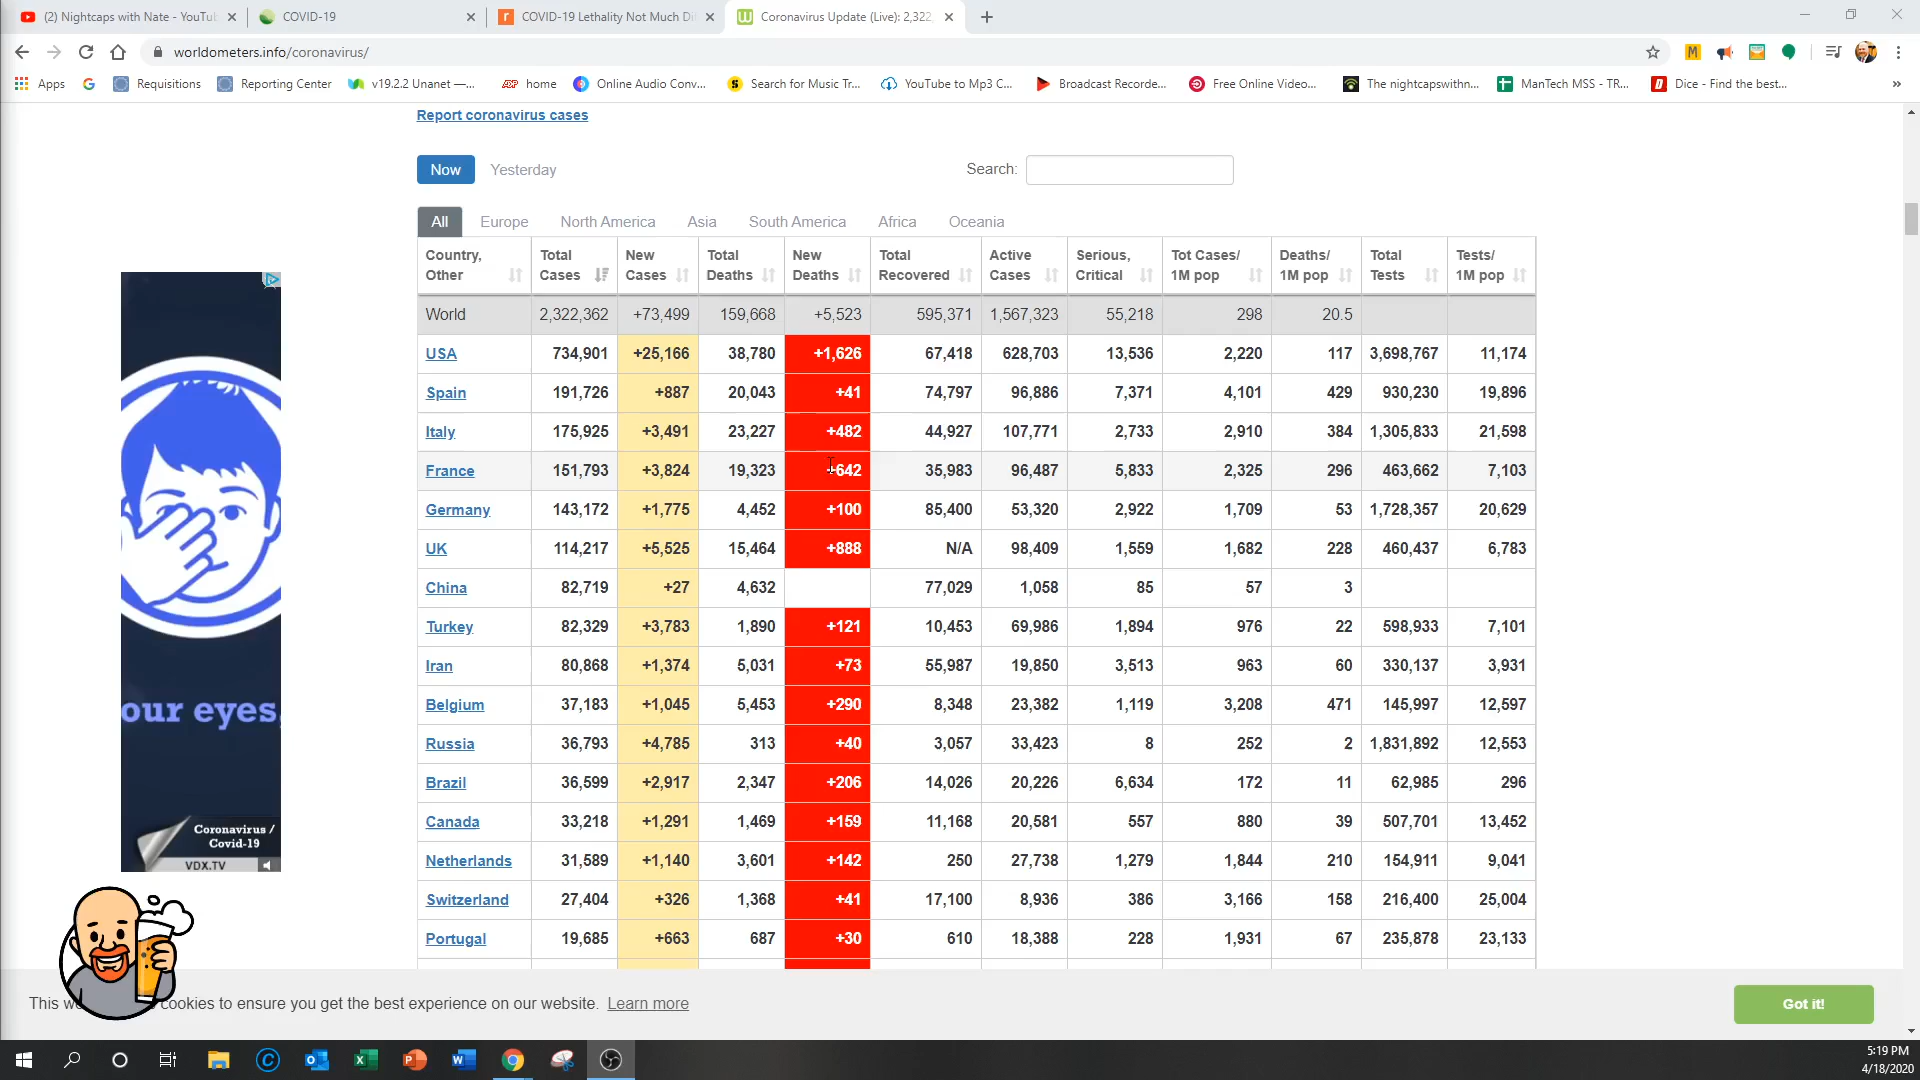 (2) Nightcaps with Nate - YouTu
COVID-19
COVID-19 Lethality Not Much Di
Coronavirus Update (Live): 2,322
worldometers.info/coronavirus/
Apps
Requisitions
Reporting Center
v19.2.2 Unanet —...
home
Online Audio Conv...
Search for Music Tr...
YouTube to Mp3 C...
Broadcast Recorde...
Free Online Video...
The nightcapswithn...
ManTech MSS - TR...
Dice - Find the best...
»
Report coronavirus cases
Now Yesterday Search:
All Europe North America Asia South America Africa Oceania
Country, Other Total Cases New Cases Total Deaths New Deaths Total Recovered Active Cases Serious, Critical Tot Cases/ 1M pop Deaths/ 1M pop Total Tests Tests/ 1M pop
World 2,322,362 +73,499 159,668 +5,523 595,371 1,567,323 55,218 298 20.5
USA 734,901 +25,166 38,780 +1,626 67,418 628,703 13,536 2,220 117 3,698,767 11,174
Spain 191,726 +887 20,043 +41 74,797 96,886 7,371 4,101 429 930,230 19,896
Italy 175,925 +3,491 23,227 +482 44,927 107,771 2,733 2,910 384 1,305,833 21,598
France 151,793 +3,824 19,323 +642 35,983 96,487 5,833 2,325 296 463,662 7,103
Germany 143,172 +1,775 4,452 +100 85,400 53,320 2,922 1,709 53 1,728,357 20,629
UK 114,217 +5,525 15,464 +888 N/A 98,409 1,559 1,682 228 460,437 6,783
China 82,719 +27 4,632 77,029 1,058 85 57 3
Turkey 82,329 +3,783 1,890 +121 10,453 69,986 1,894 976 22 598,933 7,101
Iran 80,868 +1,374 5,031 +73 55,987 19,850 3,513 963 60 330,137 3,931
Belgium 37,183 +1,045 5,453 +290 8,348 23,382 1,119 3,208 471 145,997 12,597
Russia 36,793 +4,785 313 +40 3,057 33,423 8 252 2 1,831,892 12,553
Brazil 36,599 +2,917 2,347 +206 14,026 20,226 6,634 172 11 62,985 296
Canada 33,218 +1,291 1,469 +159 11,168 20,581 557 880 39 507,701 13,452
Netherlands 31,589 +1,140 3,601 +142 250 27,738 1,279 1,844 210 154,911 9,041
Switzerland 27,404 +326 1,368 +41 17,100 8,936 386 3,166 158 216,400 25,004
Portugal 19,685 +663 687 +30 610 18,388 228 1,931 67 235,878 23,133
our eyes,
Coronavirus /
Covid-19
VDX.TV
This w cookies to ensure you get the best experience on our website. Learn more
Got it!
5:19 PM
4/18/2020